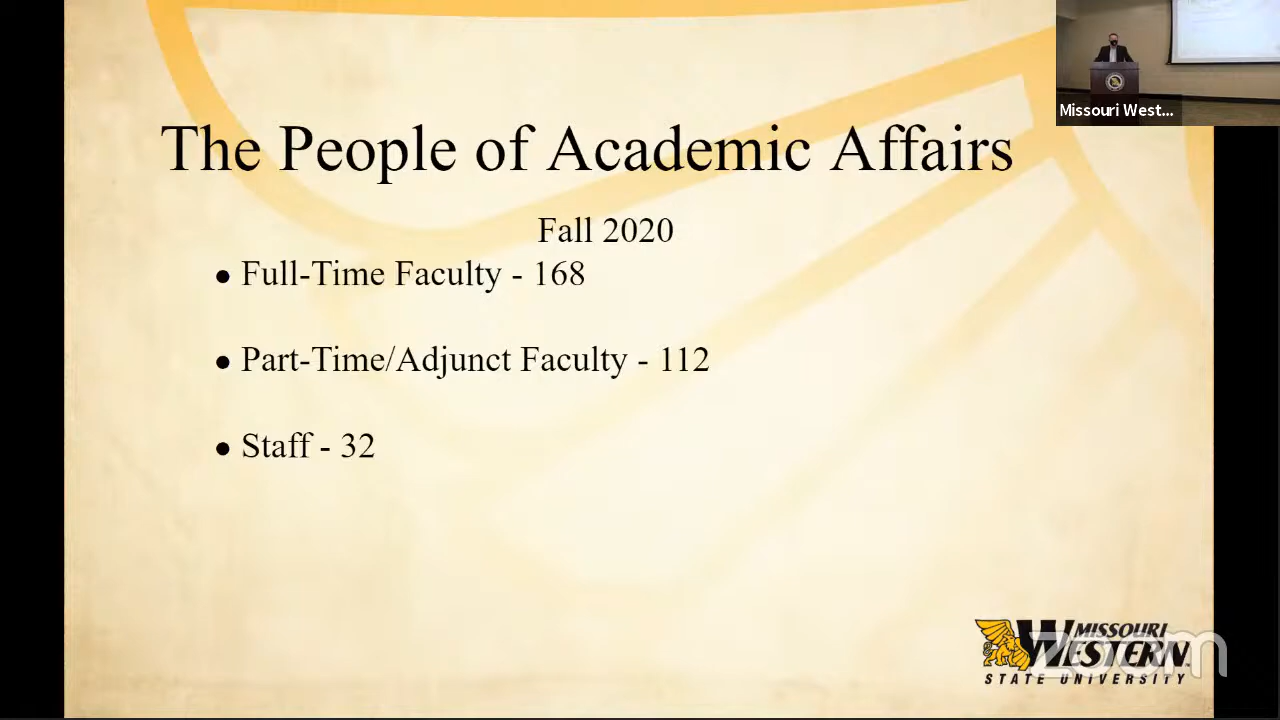 The People of Academic Affairs
Fall 2020
● Full-Time Faculty - 168
● Part-Time/Adjunct Faculty - 112
● Staff - 32
Missouri West...
MISSOURI
WESTERN
STATE UNIVERSITY
zoom